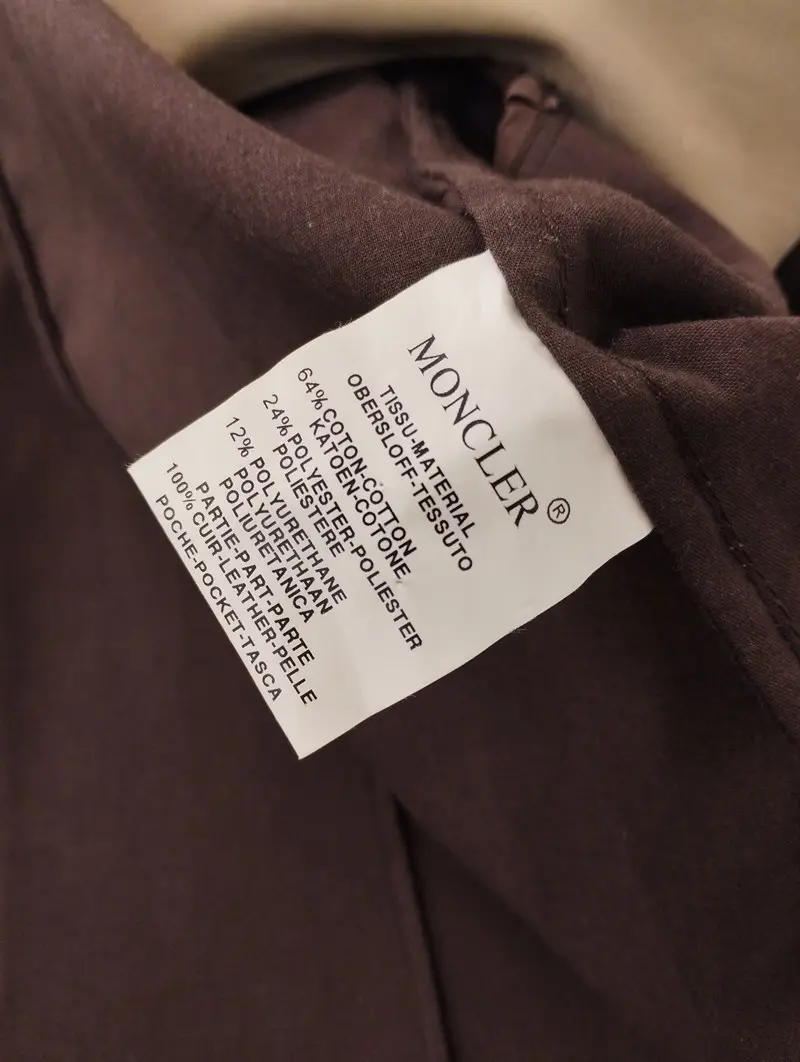 MONCLER®
TISSU-MATERIAL
OBERSLOFF-TESSUTO
64% COTON-COTTON
KATOEN-COTONE
24% POLYESTER-POLIESTER
POLIESTERE
12% POLYURETHANE
POLYURETHAAN
POLIURETANICA
PARTIE-PART-PARTE
100% CUIR-LEATHER-PELLE
POCHE-POCKET-TASCA